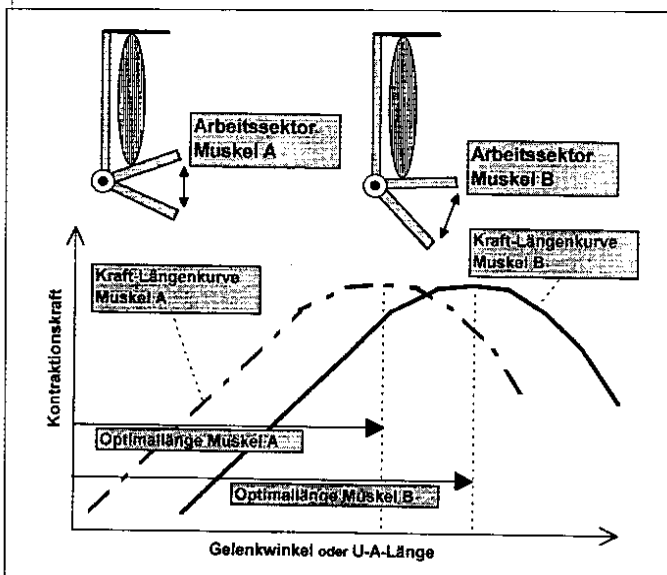 Arbeitssektor
Muskel A
Arbeitssektor
Muskel B
Kraft-Längenkurve
Muskel A
Kraft-Längenkurve
Muskel B
Kontraktionskraft
Optimallänge Muskel A
Optimallänge Muskel B
Gelenkwinkel oder U-A-Länge